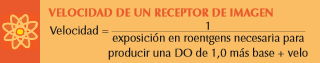 VELOCIDAD DE UN RECEPTOR DE IMAGEN
Velocidad = 1
exposición en roentgens necesaria para
producir una DO de 1,0 más base + velo